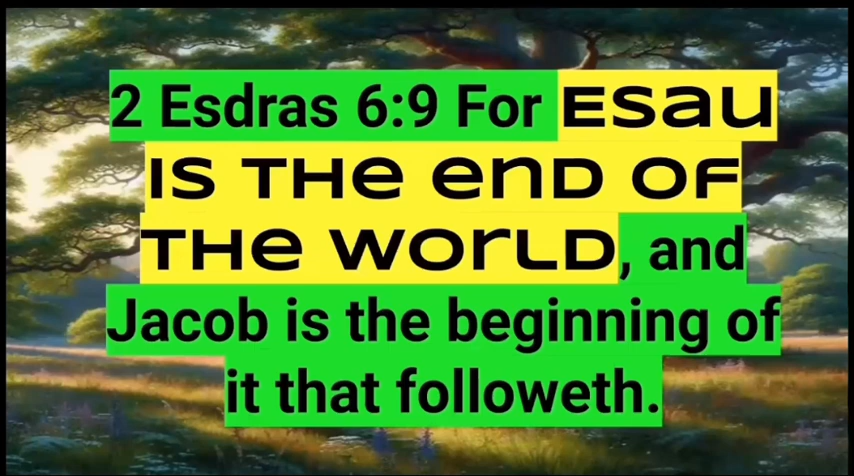 2 Esdras 6:9 For Esau
is the end of
the world, and
Jacob is the beginning of
it that followeth.